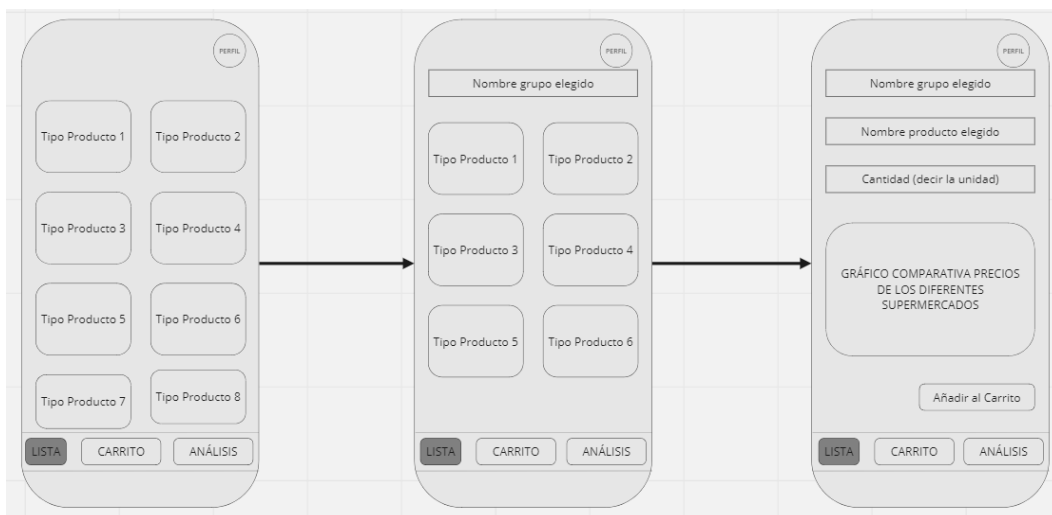 PERFIL
Tipo Producto 1
Tipo Producto 2
Tipo Producto 3
Tipo Producto 4
Tipo Producto 5
Tipo Producto 6
Tipo Producto 7
Tipo Producto 8
LISTA
CARRITO
ANÁLISIS
PERFIL
Nombre grupo elegido
Tipo Producto 1
Tipo Producto 2
Tipo Producto 3
Tipo Producto 4
Tipo Producto 5
Tipo Producto 6
LISTA
CARRITO
ANÁLISIS
PERFIL
Nombre grupo elegido
Nombre producto elegido
Cantidad (decir la unidad)
GRÁFICO COMPARATIVA PRECIOS
DE LOS DIFERENTES
SUPERMERCADOS
Añadir al Carrito
LISTA
CARRITO
ANÁLISIS